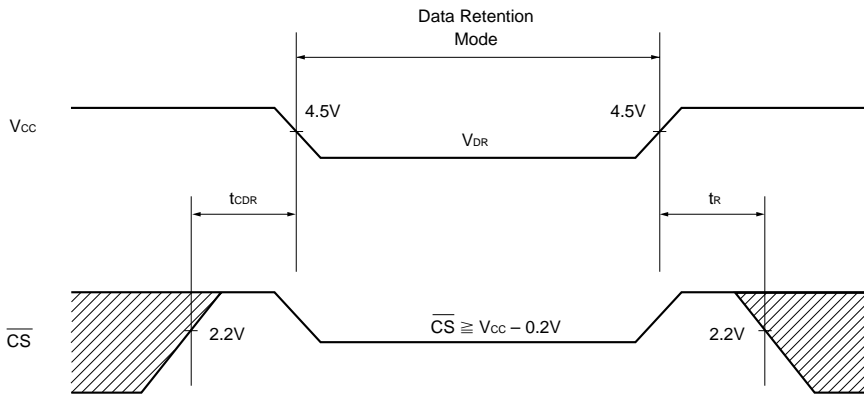 Data Retention
Mode
4.5V
4.5V
VCC
VDR
tCDR
tR
CS ≧ VCC – 0.2V
2.2V
2.2V
CS